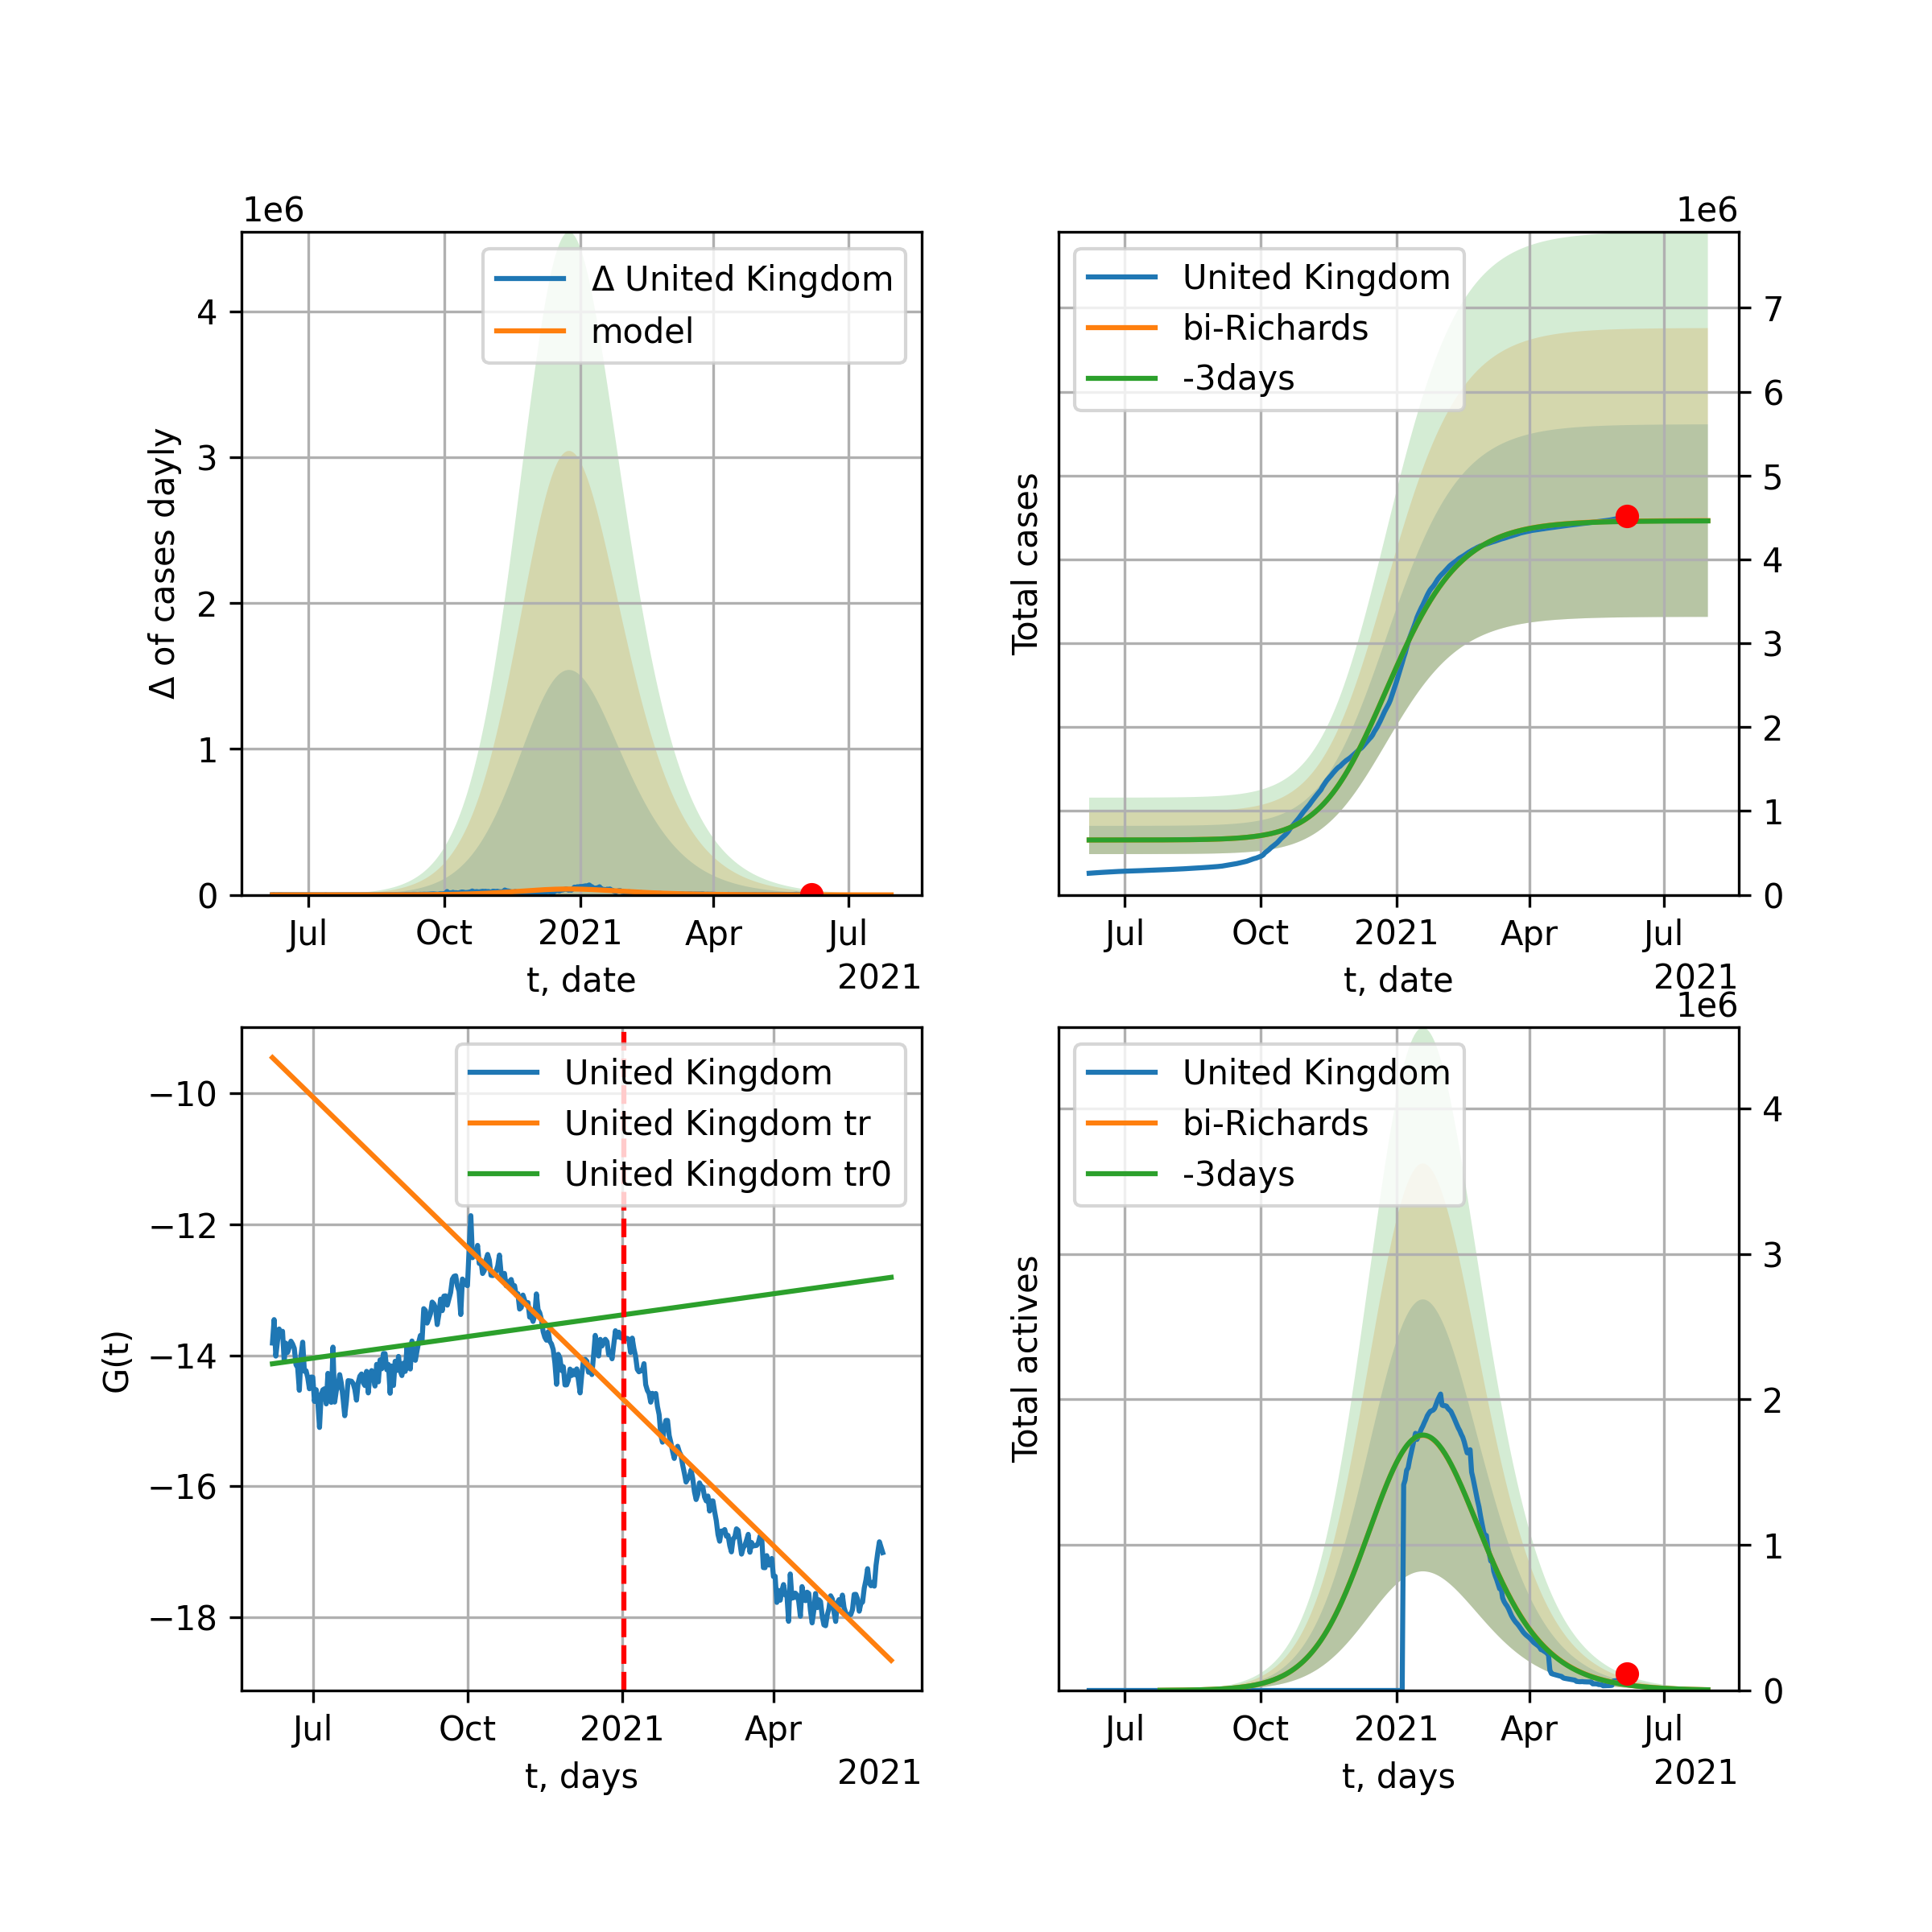 1e6
Δ United Kingdom
model
4
3
2
1
0
Δ of cases dayly
Jul
Oct
2021
Apr
Jul
t, date
2021
1e6
United Kingdom
bi-Richards
-3days
7
6
5
4
3
2
1
0
Total cases
Jul
Oct
2021
Apr
Jul
t, date
2021
United Kingdom
United Kingdom tr
United Kingdom tr0
−10
−12
−14
−16
−18
G(t)
Jul
Oct
2021
Apr
t, days
2021
1e6
United Kingdom
bi-Richards
-3days
4
3
2
1
0
Total actives
Jul
Oct
2021
Apr
Jul
t, days
2021